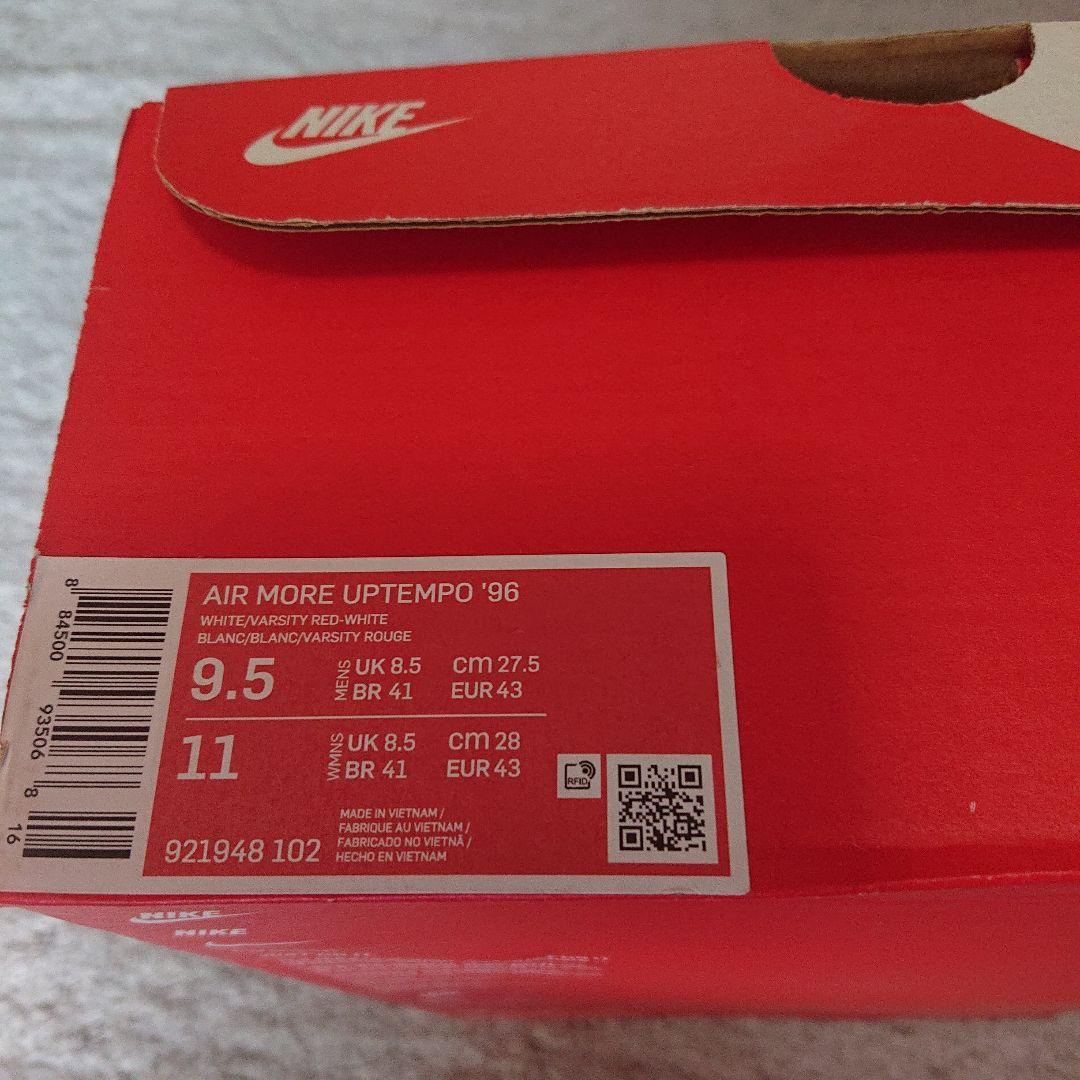 NIKE
AIR MORE UPTEMPO '96
WHITE/VARSITY RED-WHITE
BLANC/BLANC/VARSITY ROUGE
9.5 MENS UK 8.5 CM 27.5
BR 41 EUR 43
11 WMNS UK 8.5 CM 28
BR 41 EUR 43
MADE IN VIETNAM /
FABRIQUE AU VIETNAM /
FABRICADO NO VIETNÃ /
HECHO EN VIETNAM
921948 102
RFID
8 84500 93506 8 16
NIKE
NIKE